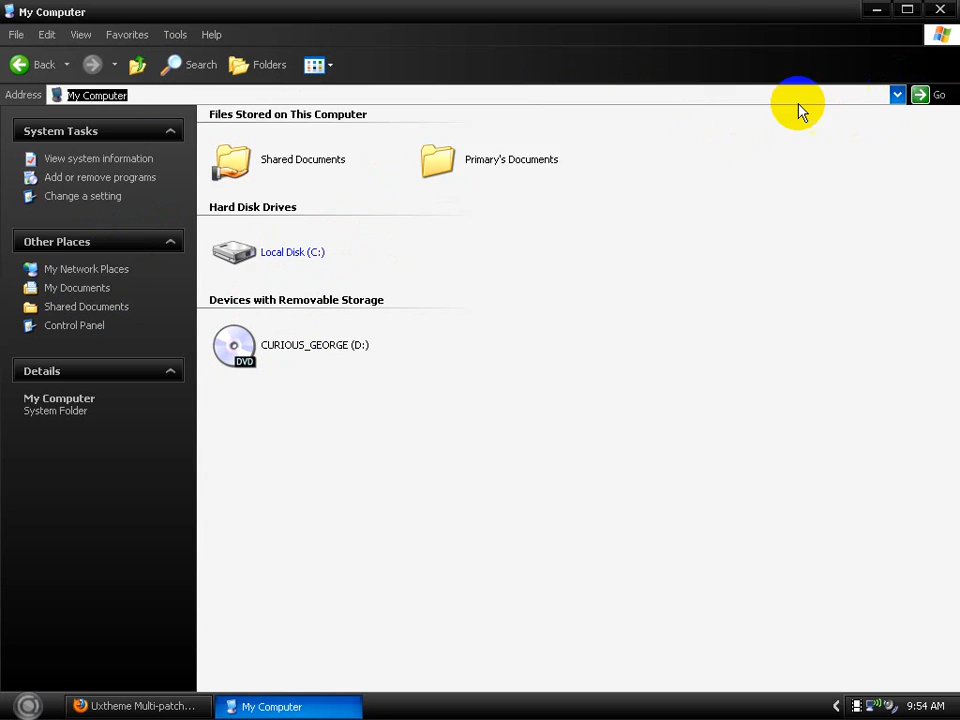 My Computer
File Edit View Favorites Tools Help
Back Search Folders
Address My Computer Go
System Tasks
View system information
Add or remove programs
Change a setting
Other Places
My Network Places
My Documents
Shared Documents
Control Panel
Details
My Computer
System Folder
Files Stored on This Computer
Shared Documents Primary's Documents
Hard Disk Drives
Local Disk (C:)
Devices with Removable Storage
DVD CURIOUS_GEORGE (D:)
Uxtheme Multi-patch... My Computer 9:54 AM